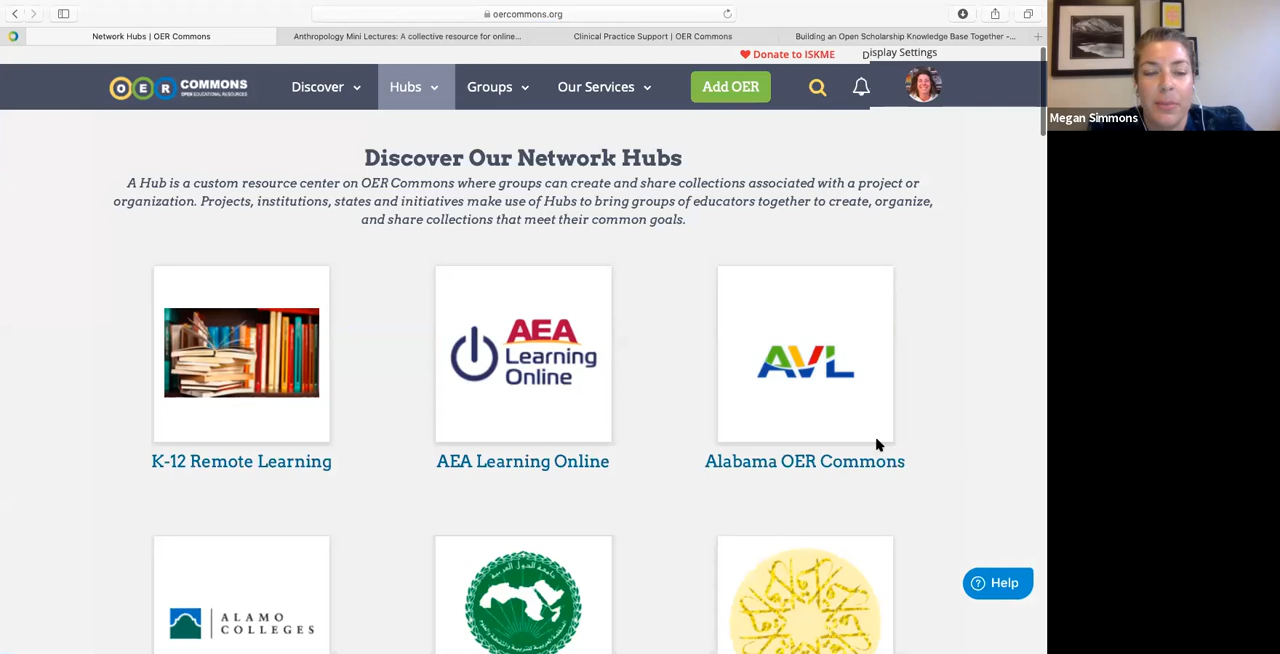 oercommons.org
Network Hubs | OER Commons
Anthropology Mini Lectures: A collective resource for online...
Clinical Practice Support | OER Commons
Building an Open Scholarship Knowledge Base Together -...
Donate to ISKME
D
isplay Settings
OER COMMONS
OPEN EDUCATIONAL RESOURCES
Discover
Hubs
Groups
Our Services
Add OER
Megan Simmons
Discover Our Network Hubs
A Hub is a custom resource center on OER Commons where groups can create and share collections associated with a project or
organization. Projects, institutions, states and initiatives make use of Hubs to bring groups of educators together to create, organize,
and share collections that meet their common goals.
AEA
Learning
Online
AVL
K-12 Remote Learning
AEA Learning Online
Alabama OER Commons
ALAMO
COLLEGES
Help